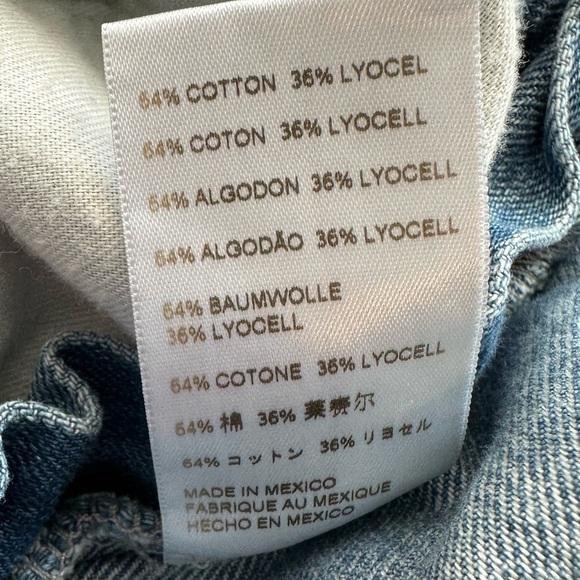 64% COTTON 36% LYOCEL
64% COTON 36% LYOCELL
64% ALGODON 36% LYOCELL
64% ALGODÃO 36% LYOCELL
64% BAUMWOLLE
36% LYOCELL
64% COTONE 36% LYOCELL
64% 棉 36% 莱赛尔
64% コットン 36% リヨセル
MADE IN MEXICO
FABRIQUE AU MEXIQUE
HECHO EN MEXICO